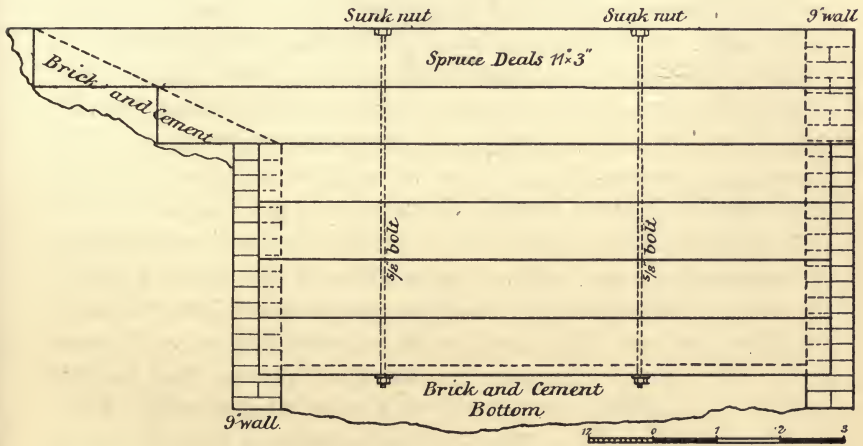 Sunk nut
Sunk nut
9" wall
Spruce Deals 11" × 3"
Brick and Cement
5/8" bolt
5/8" bolt
Brick and Cement
Bottom
9" wall.
12 0 1 2 3